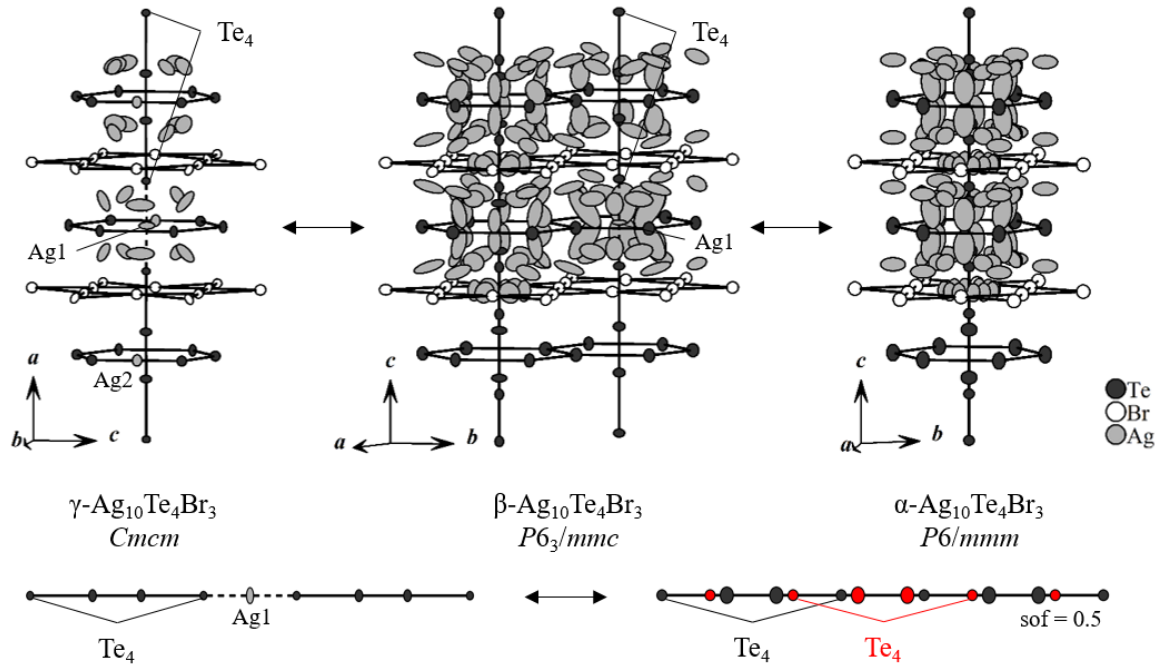 Te₄
Te₄
Ag1
Ag1
Ag2
a
b
c
c
a
b
c
a
b
Te
Br
Ag
γ-Ag₁₀Te₄Br₃
β-Ag₁₀Te₄Br₃
α-Ag₁₀Te₄Br₃
Cmcm
P6₃/mmc
P6/mmm
Ag1
sof = 0.5
Te₄
Te₄
Te₄